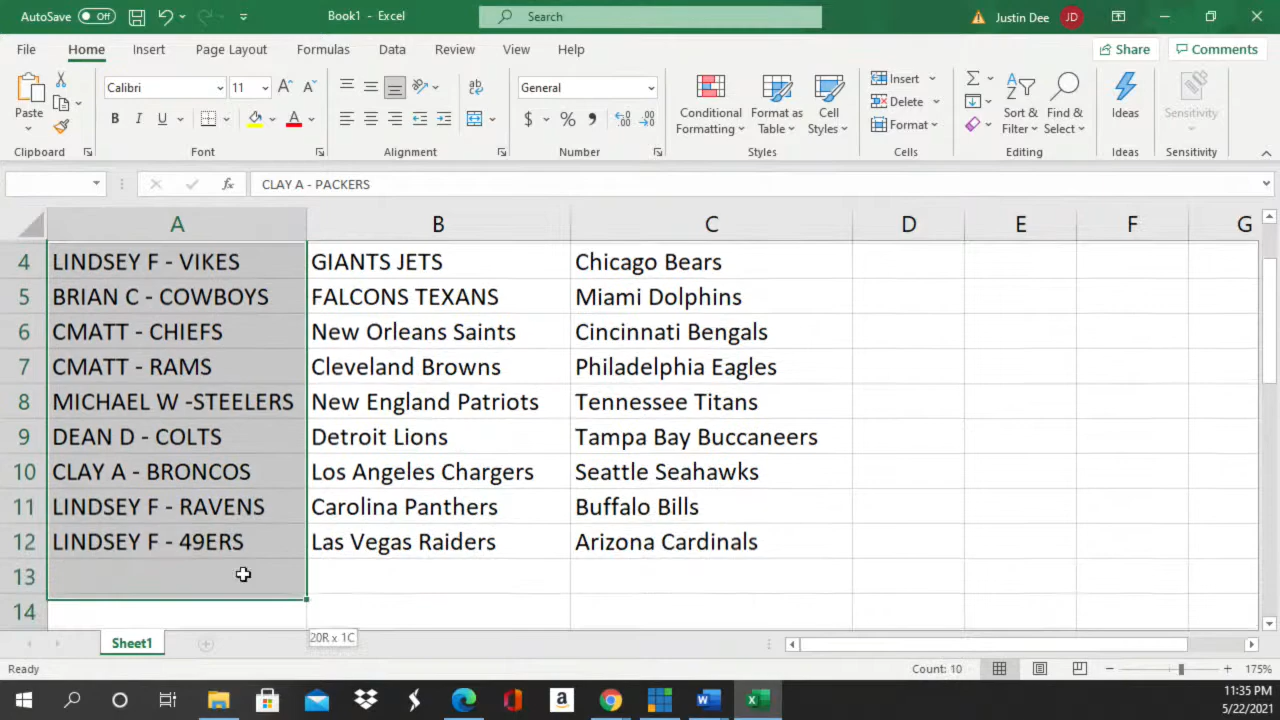 AutoSave Off Book1 - Excel Search Justin Dee JD
File Home Insert Page Layout Formulas Data Review View Help Share Comments
Paste Calibri 11 A A ab General Conditional Formatting Format as Table Cell Styles Insert Delete Format Sort & Filter Find & Select Ideas Sensitivity
B I U A $ % 9
Clipboard Font Alignment Number Styles Cells Editing Ideas Sensitivity
fx CLAY A - PACKERS
A B C D E F G
4 LINDSEY F - VIKES GIANTS JETS Chicago Bears
5 BRIAN C - COWBOYS FALCONS TEXANS Miami Dolphins
6 CMATT - CHIEFS New Orleans Saints Cincinnati Bengals
7 CMATT - RAMS Cleveland Browns Philadelphia Eagles
8 MICHAEL W -STEELERS New England Patriots Tennessee Titans
9 DEAN D - COLTS Detroit Lions Tampa Bay Buccaneers
10 CLAY A - BRONCOS Los Angeles Chargers Seattle Seahawks
11 LINDSEY F - RAVENS Carolina Panthers Buffalo Bills
12 LINDSEY F - 49ERS Las Vegas Raiders Arizona Cardinals
13
14
Sheet1 20R x 1C
Ready Count: 10 175%
11:35 PM
5/22/2021